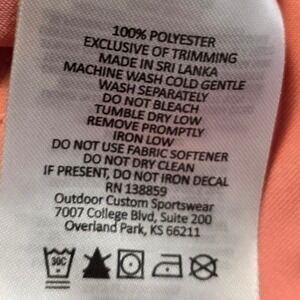 100% POLYESTER
EXCLUSIVE OF TRIMMING
MADE IN SRI LANKA
MACHINE WASH COLD GENTLE
WASH SEPARATELY
DO NOT BLEACH
TUMBLE DRY LOW
REMOVE PROMPTLY
IRON LOW
DO NOT USE FABRIC SOFTENER
DO NOT DRY CLEAN
IF PRESENT, DO NOT IRON DECAL
RN 138859
Outdoor Custom Sportswear
7007 College Blvd, Suite 200
Overland Park, KS 66211
30C